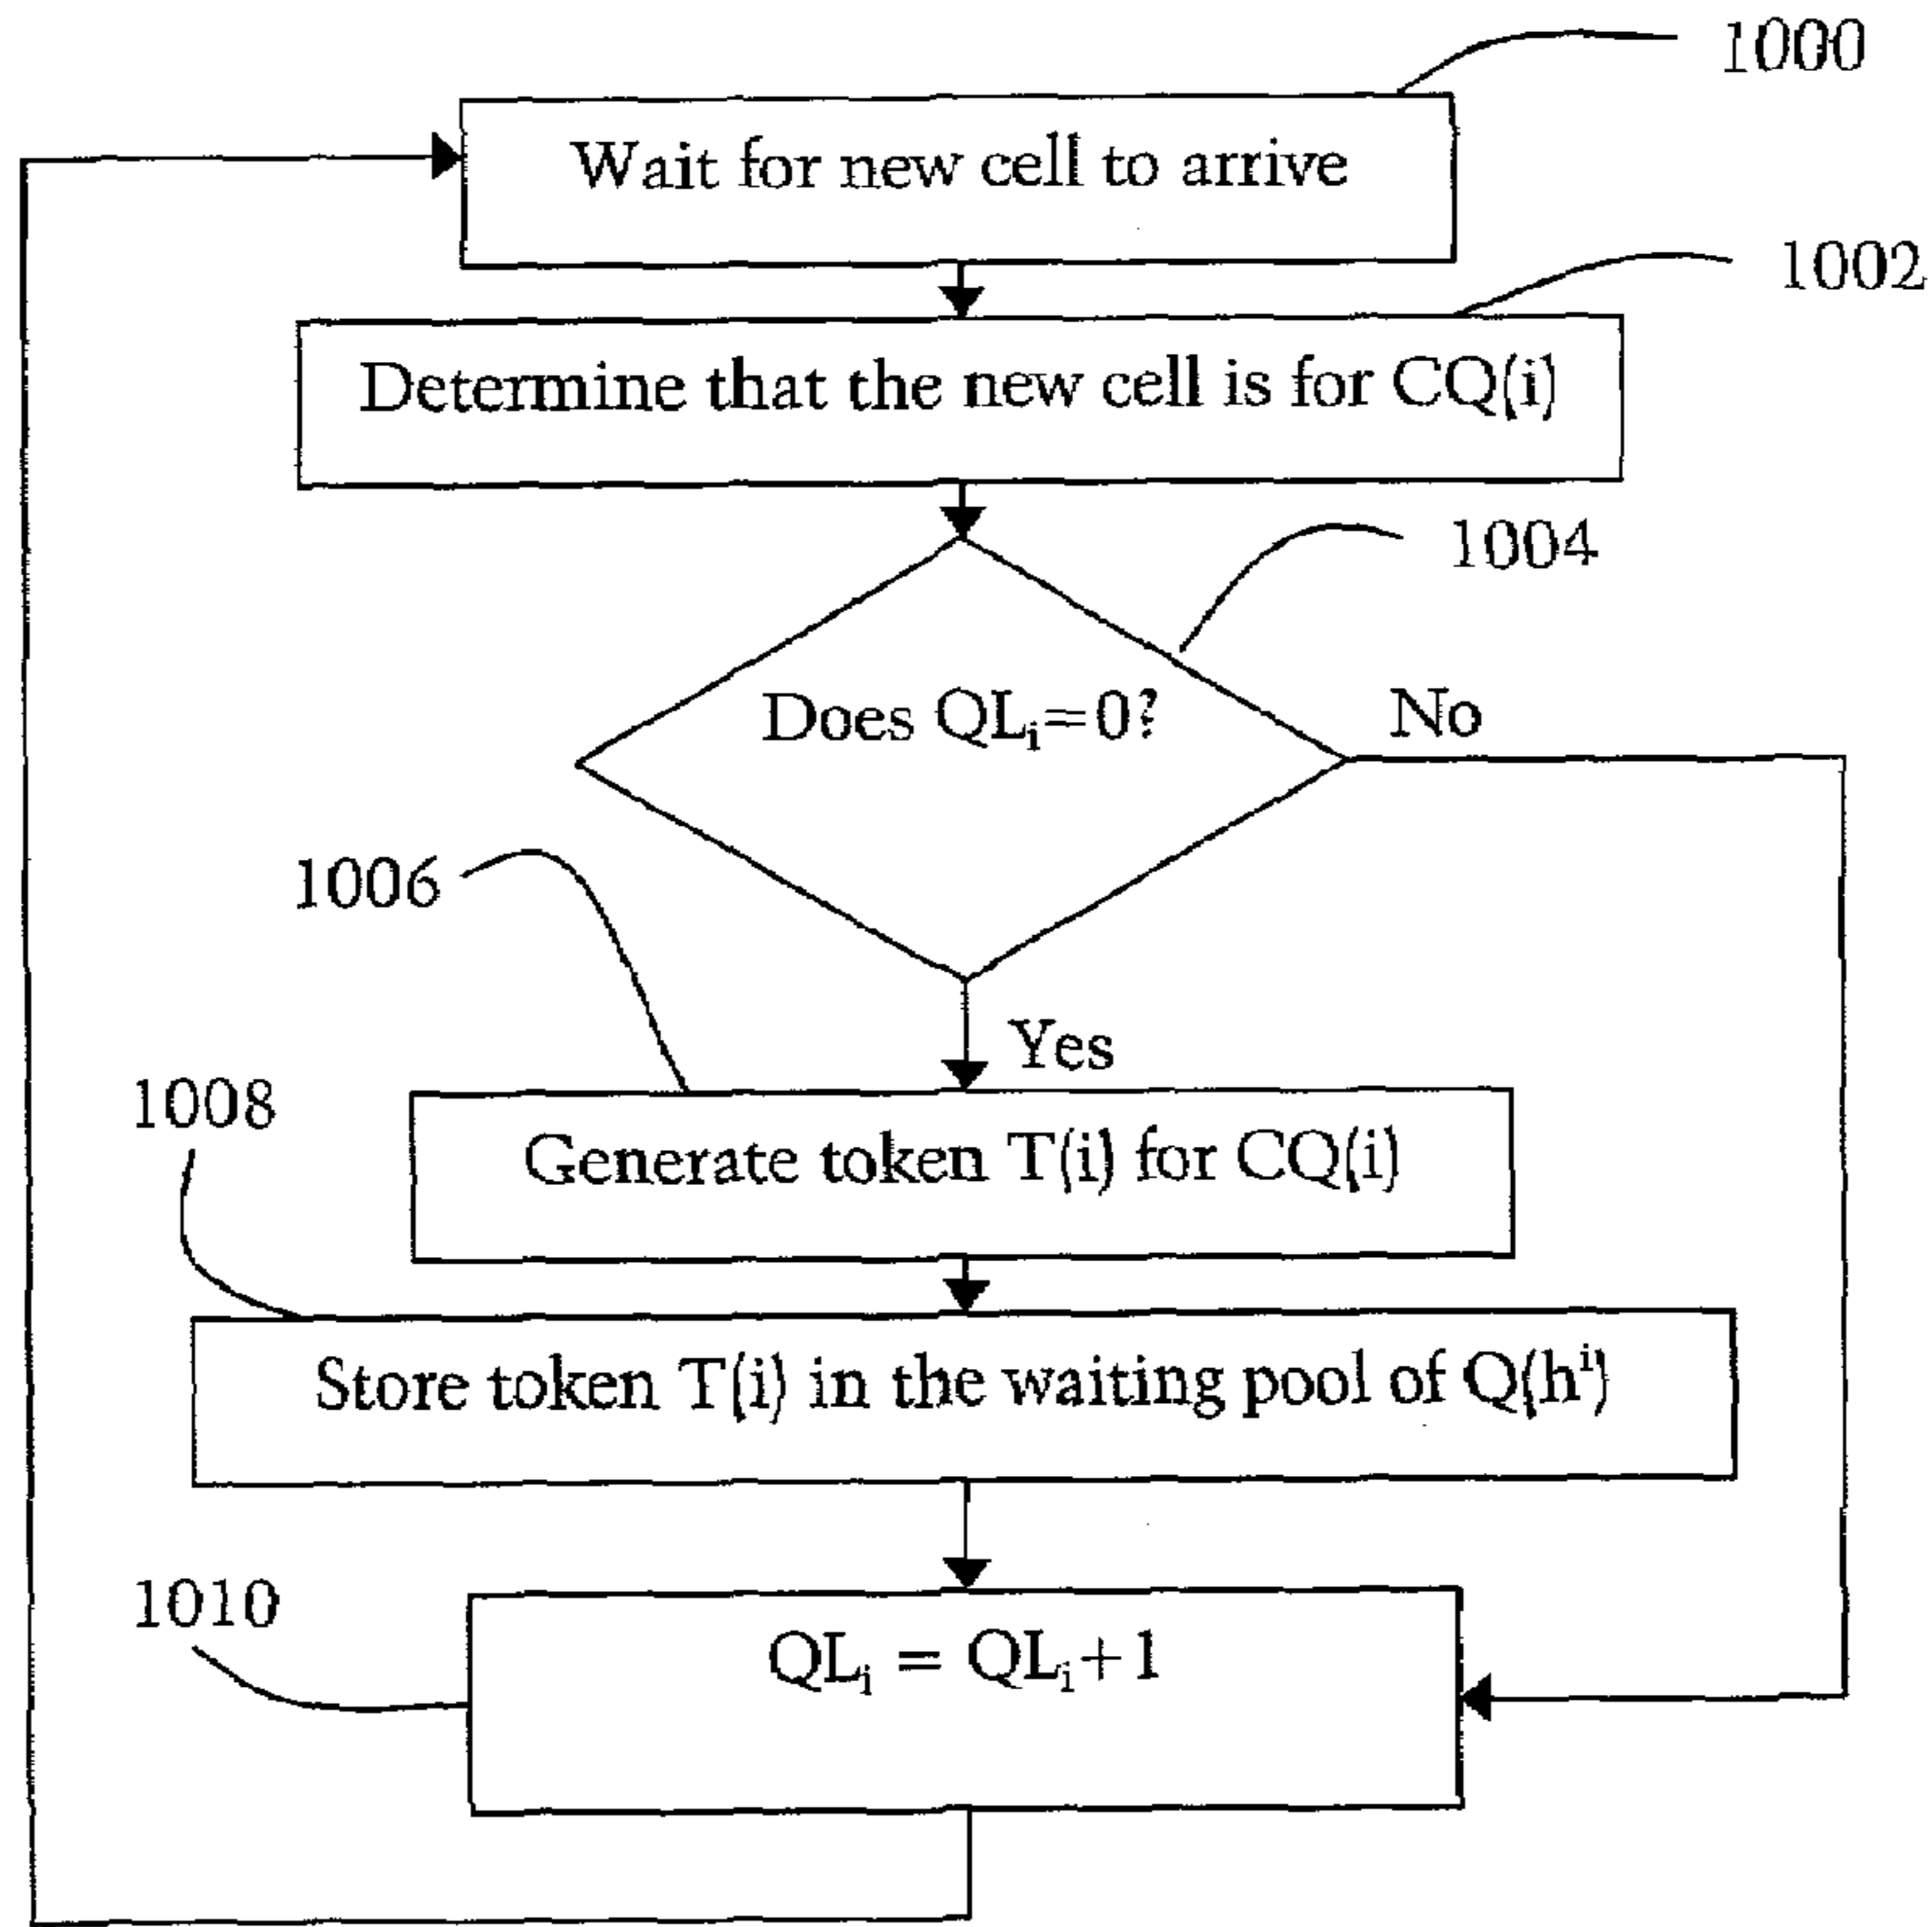 1000
Wait for new cell to arrive
1002
Determine that the new cell is for CQ(i)
1004
Does QLᵢ=0?
No
1006
Yes
1008
Generate token T(i) for CQ(i)
Store token T(i) in the waiting pool of Q(hⁱ)
1010
QLᵢ = QLᵢ+1